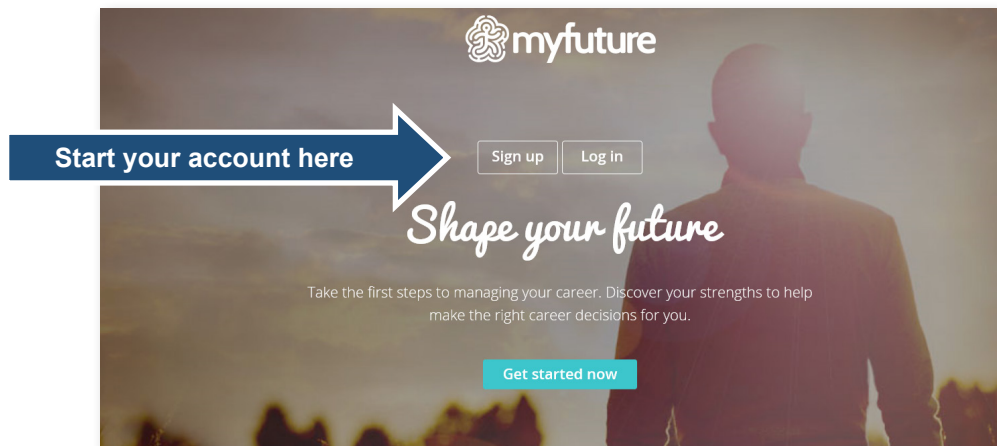 myfuture
Start your account here
Sign up
Log in
Shape your future
Take the first steps to managing your career. Discover your strengths to help
make the right career decisions for you.
Get started now